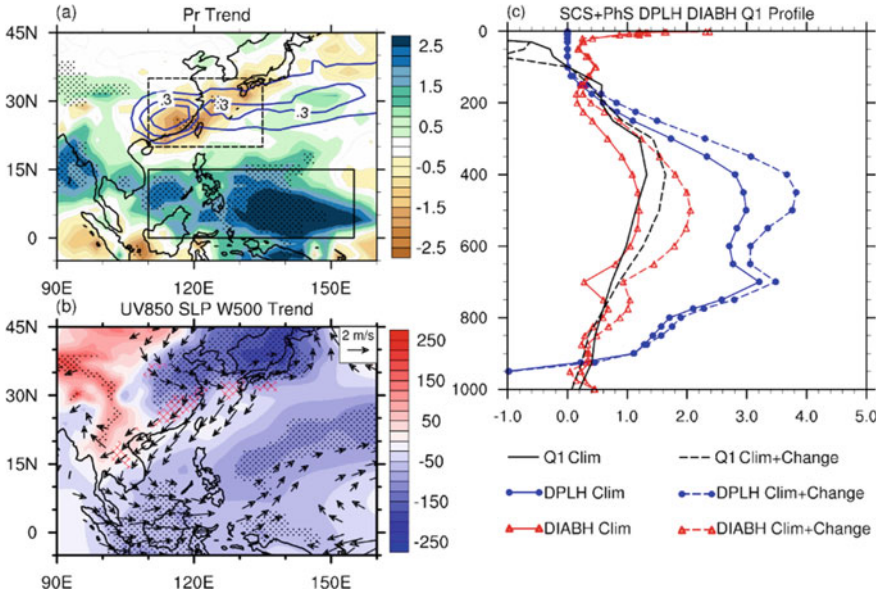 (a) Pr Trend
45N
30N
15N
0
90E 120E 150E
.3 .3 .3
2.5
1.5
0.5
-0.5
-1.5
-2.5
(b) UV850 SLP W500 Trend
2 m/s
45N
30N
15N
0
90E 120E 150E
250
150
50
-50
-150
-250
(c) SCS+PhS DPLH DIABH Q1 Profile
0
200
400
600
800
1000
-1.0 0.0 1.0 2.0 3.0 4.0 5.0
Q1 Clim Q1 Clim+Change
DPLH Clim DPLH Clim+Change
DIABH Clim DIABH Clim+Change